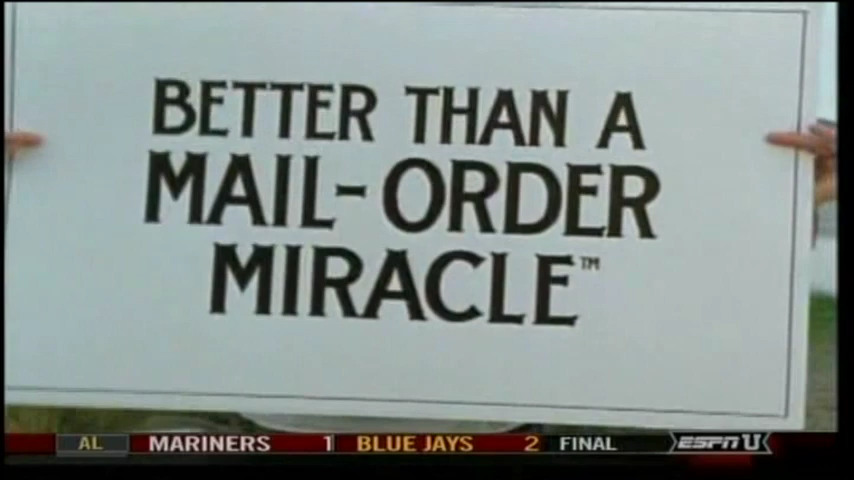 BETTER THAN A
MAIL-ORDER
MIRACLE™
AL MARINERS 1 BLUE JAYS 2 FINAL ESPN U